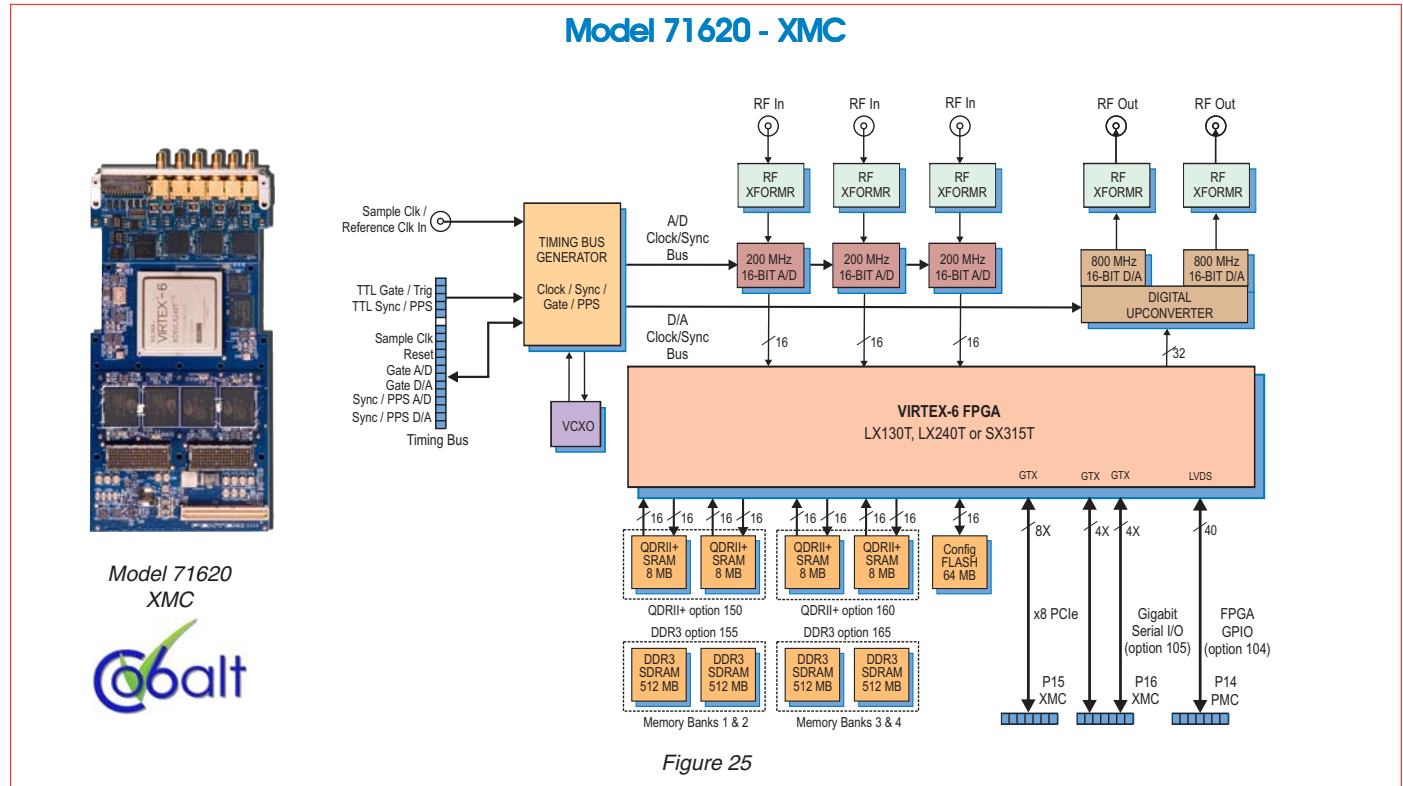 Model 71620 - XMC
RF In
RF In
RF In
RF Out
RF Out
RF
XFORMR
RF
XFORMR
RF
XFORMR
RF
XFORMR
RF
XFORMR
Sample Clk /
Reference Clk In
TIMING BUS
GENERATOR
Clock / Sync /
Gate / PPS
A/D
Clock/Sync
Bus
200 MHz
16-BIT A/D
200 MHz
16-BIT A/D
200 MHz
16-BIT A/D
800 MHz
16-BIT D/A
800 MHz
16-BIT D/A
DIGITAL
UPCONVERTER
TTL Gate / Trig
TTL Sync / PPS
Sample Clk
Reset
Gate A/D
Gate D/A
Sync / PPS A/D
Sync / PPS D/A
Timing Bus
D/A
Clock/Sync
Bus
16
16
16
32
VCXO
VIRTEX-6
VIRTEX-6 FPGA
LX130T, LX240T or SX315T
GTX
GTX
GTX
LVDS
16
16
16
16
16
16
16
16
16
8X
4X
4X
40
QDRII+
SRAM
8 MB
QDRII+
SRAM
8 MB
QDRII+
SRAM
8 MB
QDRII+
SRAM
8 MB
Config
FLASH
64 MB
QDRII+ option 150
QDRII+ option 160
DDR3 option 155
DDR3 option 165
DDR3
SDRAM
512 MB
DDR3
SDRAM
512 MB
DDR3
SDRAM
512 MB
DDR3
SDRAM
512 MB
Memory Banks 1 & 2
Memory Banks 3 & 4
x8 PCIe
Gigabit
Serial I/O
(option 105)
FPGA
GPIO
(option 104)
P15
XMC
P16
XMC
P14
PMC
Model 71620
XMC
Cobalt
Figure 25